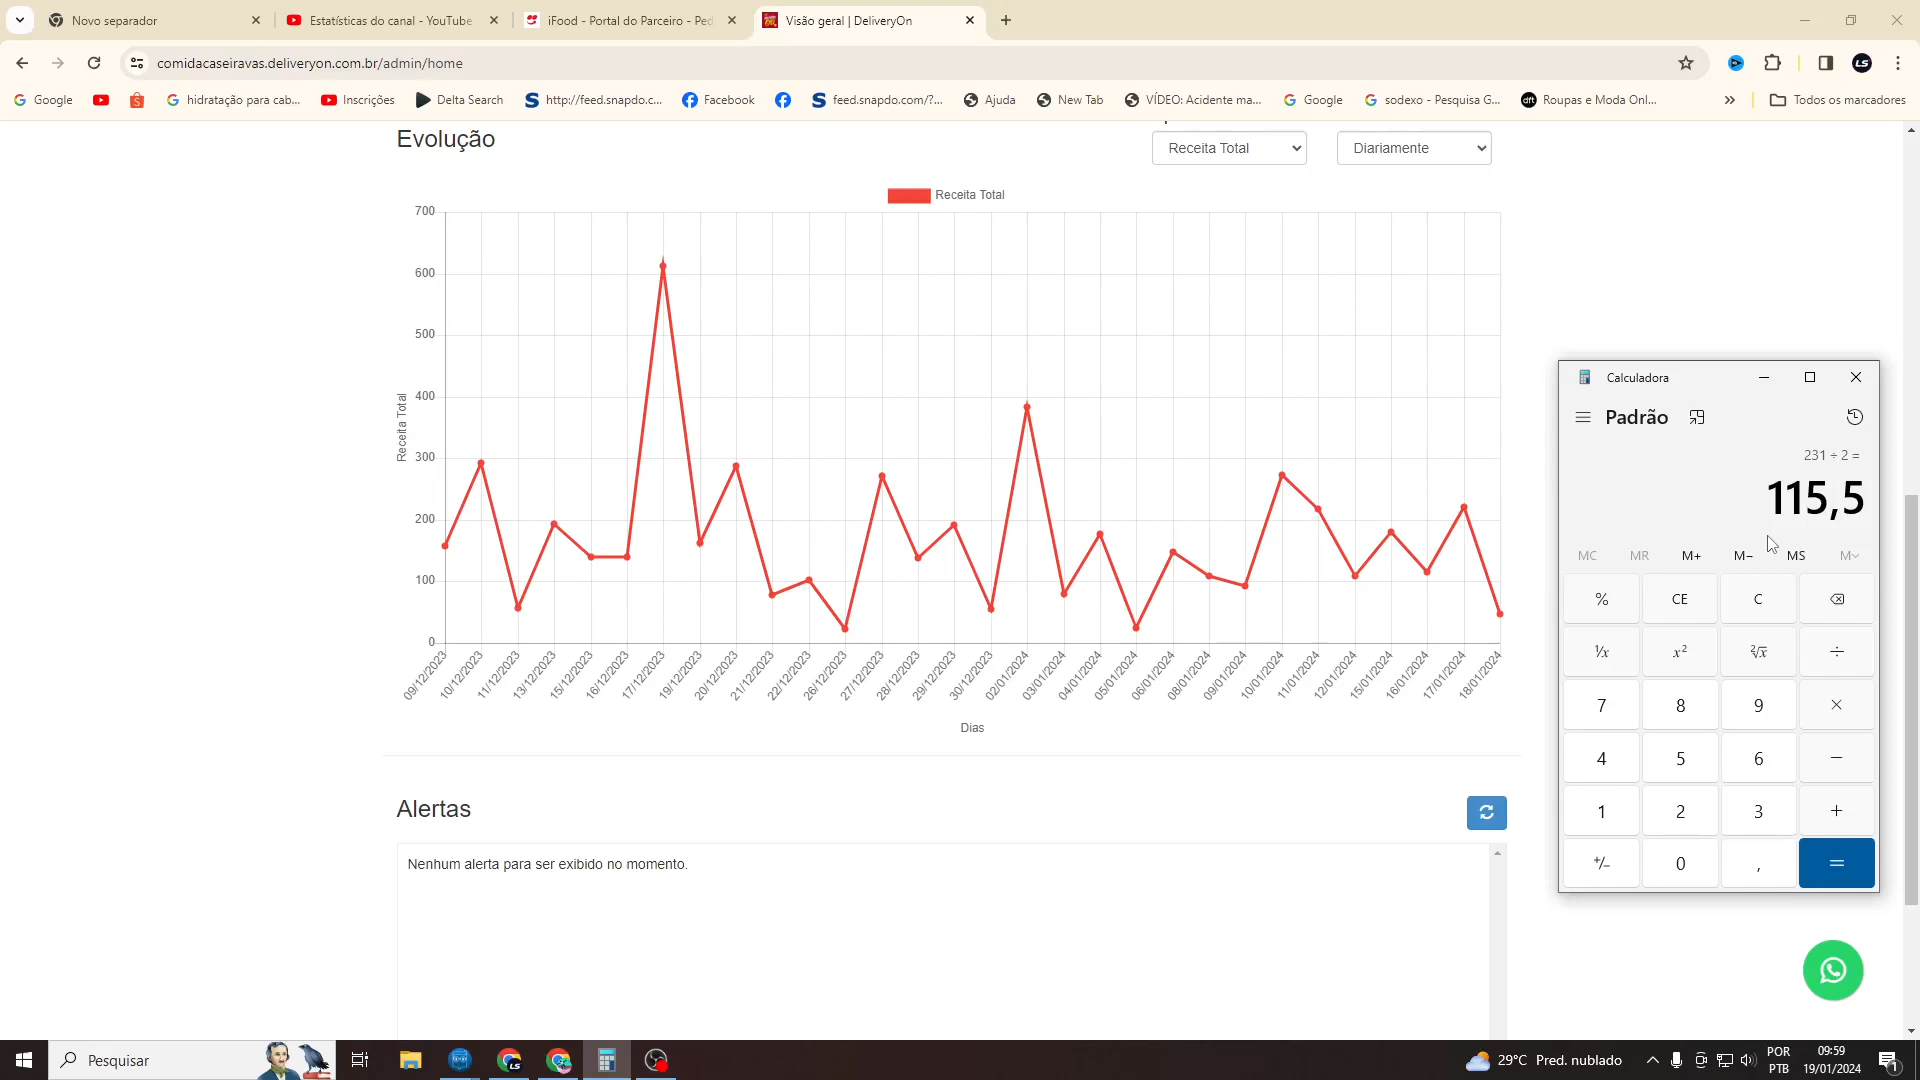 Novo separador
Estatísticas do canal - YouTube
iFood - Portal do Parceiro - Ped
Visão geral | DeliveryOn
comidacaseiravas.deliveryon.com.br/admin/home
Google
hidratação para cab...
Inscrições
Delta Search
http://feed.snapdo.c...
Facebook
feed.snapdo.com/?...
Ajuda
New Tab
VÍDEO: Acidente ma...
Google
sodexo - Pesquisa G...
dft
Roupas e Moda Onl...
Todos os marcadores
LS
Evolução
Receita Total
Diariamente
Receita Total
700
600
500
400
300
200
100
0
Receita Total
09/12/2023
10/12/2023
11/12/2023
13/12/2023
15/12/2023
16/12/2023
17/12/2023
19/12/2023
20/12/2023
21/12/2023
22/12/2023
26/12/2023
27/12/2023
28/12/2023
29/12/2023
30/12/2023
02/01/2024
03/01/2024
04/01/2024
05/01/2024
06/01/2024
08/01/2024
09/01/2024
10/01/2024
11/01/2024
12/01/2024
15/01/2024
16/01/2024
17/01/2024
18/01/2024
Dias
Alertas
Nenhum alerta para ser exibido no momento.
Calculadora
Padrão
231 ÷ 2 =
115,5
MC MR M+ M− MS M
% CE C
1/x x² ²√x ÷
7 8 9 ×
4 5 6 −
1 2 3 +
+/− 0 , =
Pesquisar
LS
29°C Pred. nublado
POR
PTB
09:59
19/01/2024
1